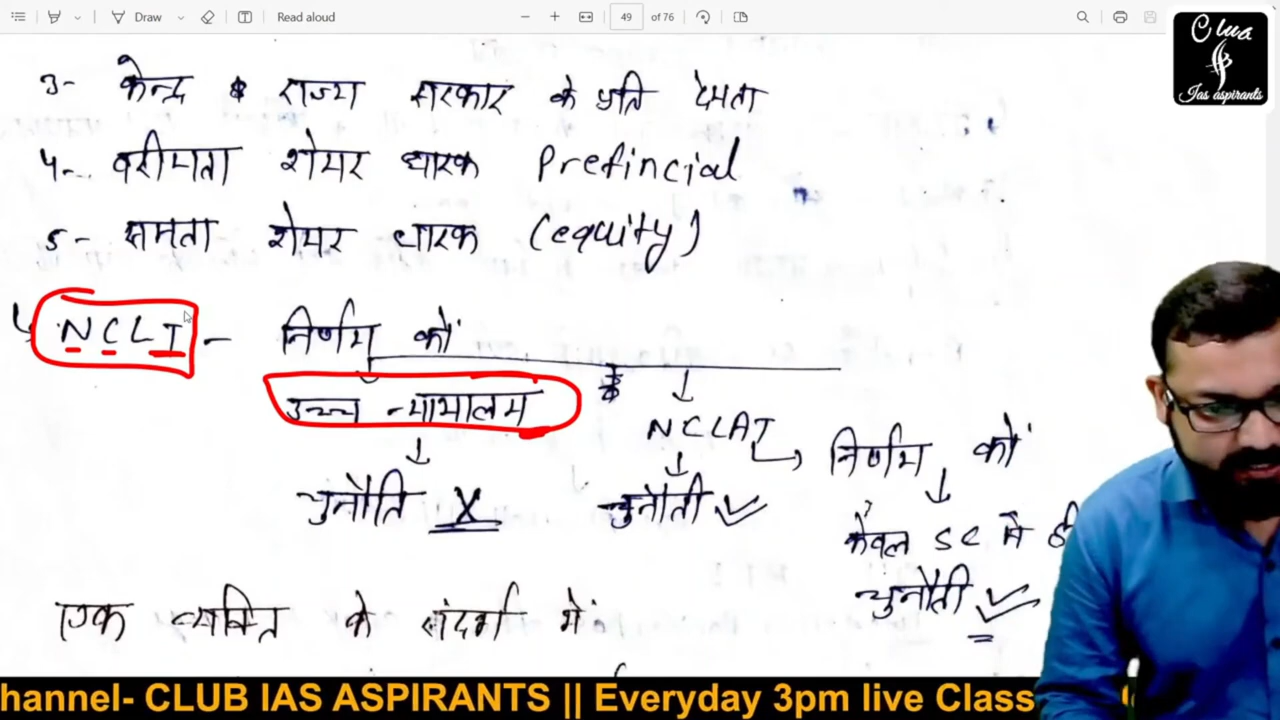 Draw
Read aloud
49 of 76
Clua
Ias aspirants
3- केन्द्र राज्य सरकार के प्रति देयता
4- वरीयता शेयर धारक Prefincial
5- समता शेयर धारक (equity)
NCLT - निर्णय को
उच्च न्यायालय
NCLAT
निर्णय को
चुनौति X
चुनौती
केवल SC में ही
चुनौती
एक व्यक्ति के संदर्भ में
hannel- CLUB IAS ASPIRANTS || Everyday 3pm live Class